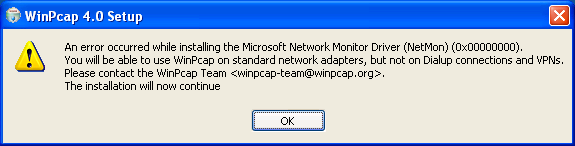 WinPcap 4.0 Setup
An error occurred while installing the Microsoft Network Monitor Driver (NetMon) (0x00000000).
You will be able to use WinPcap on standard network adapters, but not on Dialup connections and VPNs.
Please contact the WinPcap Team <winpcap-team@winpcap.org>.
The installation will now continue
OK